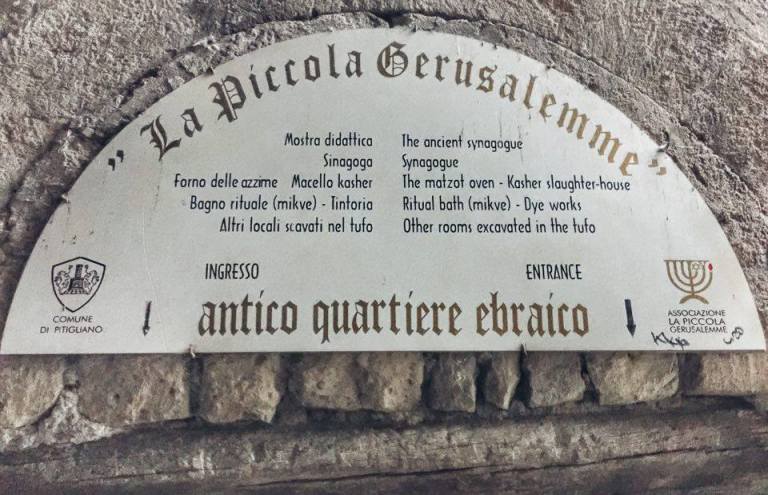 " La Piccola Gerusalemme "
Mostra didattica The ancient synagogue
Sinagoga Synagogue
Forno delle azzime Macello kasher The matzot oven - Kasher slaughter-house
Bagno rituale (mikve) - Tintoria Ritual bath (mikve) - Dye works
Altri locali scavati nel tufo Other rooms excavated in the tufo
INGRESSO ENTRANCE
antico quartiere ebraico
COMUNE
DI PITIGLIANO
ASSOCIAZIONE
LA PICCOLA
GERUSALEMME